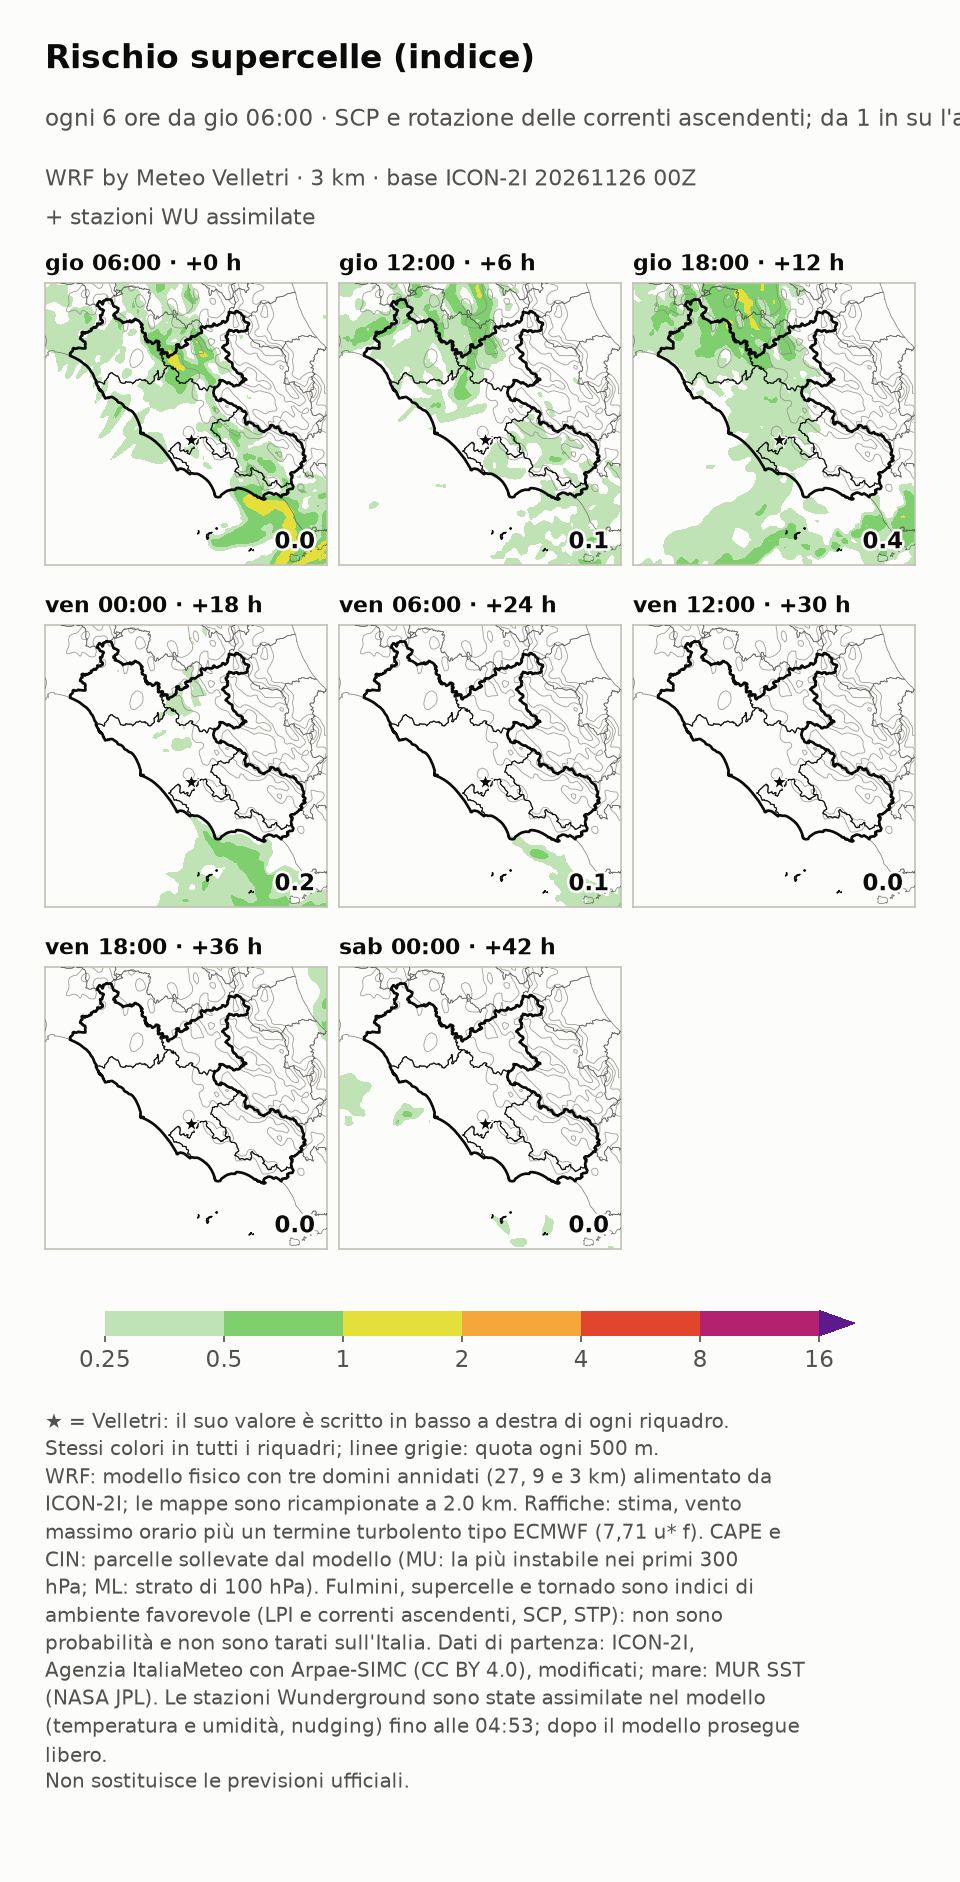 Rischio supercelle (indice)
ogni 6 ore da gio 06:00 · SCP e rotazione delle correnti ascendenti; da 1 in su l'a
WRF by Meteo Velletri · 3 km · base ICON-2I 20261126 00Z
+ stazioni WU assimilate
gio 06:00 · +0 h
gio 12:00 · +6 h
gio 18:00 · +12 h
0.0
0.1
0.4
ven 00:00 · +18 h
ven 06:00 · +24 h
ven 12:00 · +30 h
0.2
0.1
0.0
ven 18:00 · +36 h
sab 00:00 · +42 h
0.0
0.0
0.25
0.5
1
2
4
8
16
★ = Velletri: il suo valore è scritto in basso a destra di ogni riquadro.
Stessi colori in tutti i riquadri; linee grigie: quota ogni 500 m.
WRF: modello fisico con tre domini annidati (27, 9 e 3 km) alimentato da
ICON-2I; le mappe sono ricampionate a 2.0 km. Raffiche: stima, vento
massimo orario più un termine turbolento tipo ECMWF (7,71 u* f). CAPE e
CIN: parcelle sollevate dal modello (MU: la più instabile nei primi 300
hPa; ML: strato di 100 hPa). Fulmini, supercelle e tornado sono indici di
ambiente favorevole (LPI e correnti ascendenti, SCP, STP): non sono
probabilità e non sono tarati sull'Italia. Dati di partenza: ICON-2I,
Agenzia ItaliaMeteo con Arpae-SIMC (CC BY 4.0), modificati; mare: MUR SST
(NASA JPL). Le stazioni Wunderground sono state assimilate nel modello
(temperatura e umidità, nudging) fino alle 04:53; dopo il modello prosegue
libero.
Non sostituisce le previsioni ufficiali.